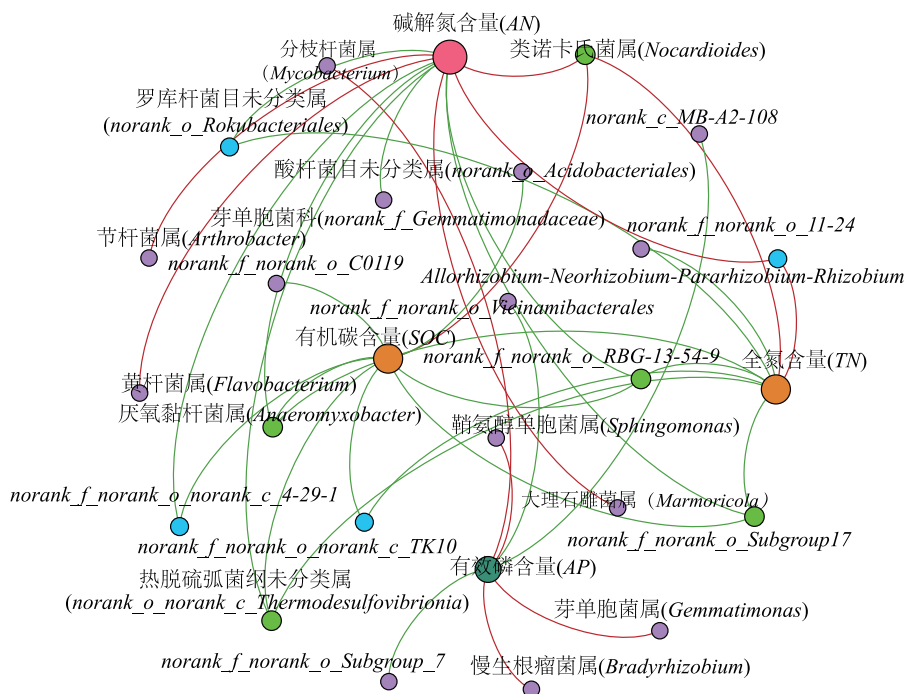 碱解氮含量(AN)
分枝杆菌属
(Mycobacterium)
类诺卡氏菌属(Nocardioides)
罗库杆菌目未分类属
(norank_o_Rokubacteriales)
norank_c_MB-A2-108
酸杆菌目未分类属(norank_o_Acidobacteriales)
芽单胞菌科(norank_f_Gemmatimonadaceae)
norank_f_norank_o_11-24
节杆菌属(Arthrobacter)
norank_f_norank_o_C0119
Allorhizobium-Neorhizobium-Pararhizobium-Rhizobium
norank_f_norank_o_Vicinamibacterales
有机碳含量(SOC)
norank_f_norank_o_RBG-13-54-9
全氮含量(TN)
黄杆菌属(Flavobacterium)
厌氧黏杆菌属(Anaeromyxobacter)
鞘氨醇单胞菌属(Sphingomonas)
norank_f_norank_o_norank_c_4-29-1
大理石雕菌属（Marmoricola）
norank_f_norank_o_Subgroup17
norank_f_norank_o_norank_c_TK10
有效磷含量(AP)
热脱硫弧菌纲未分类属
(norank_o_norank_c_Thermodesulfovibrionia)
芽单胞菌属(Gemmatimonas)
norank_f_norank_o_Subgroup_7
慢生根瘤菌属(Bradyrhizobium)